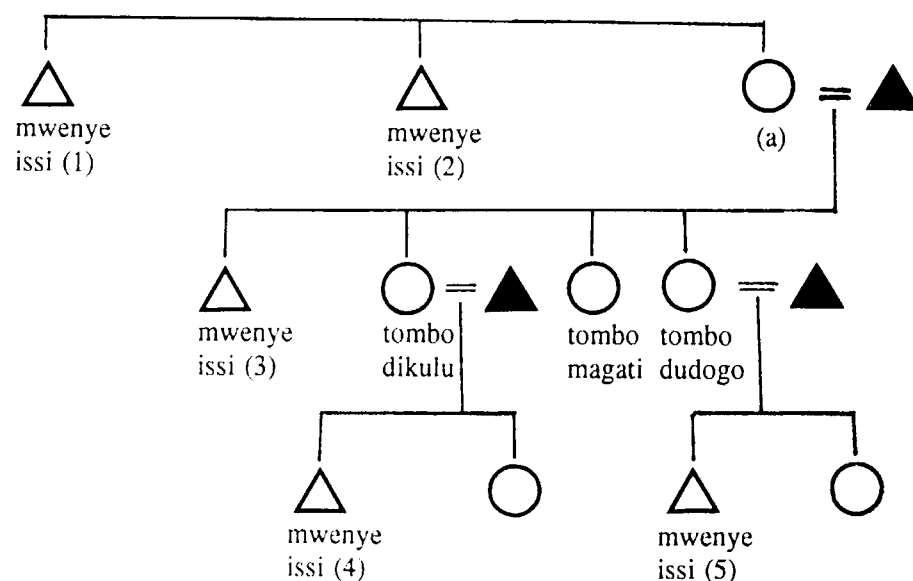 mwenye
issi (1)
mwenye
issi (2)
(a)
mwenye
issi (3)
tombo
dikulu
tombo
magati
tombo
dudogo
mwenye
issi (4)
mwenye
issi (5)